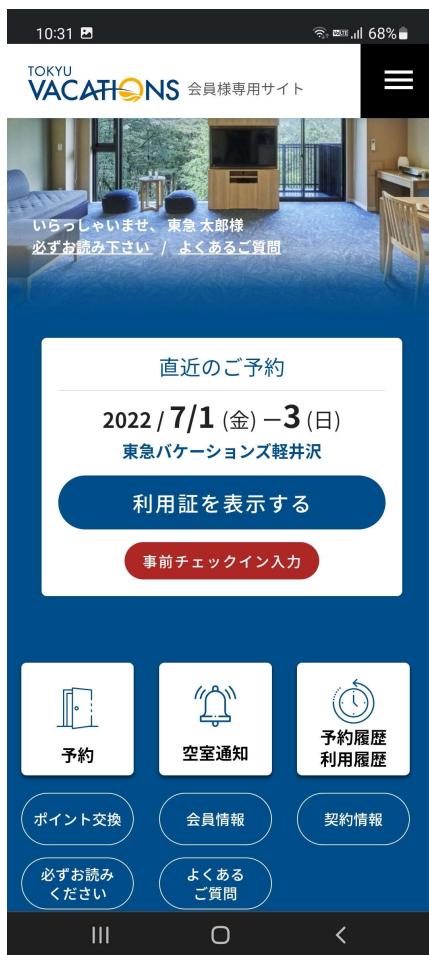 10:31
68%
TOKYU
VACATIONS 会員様専用サイト
いらっしゃいませ、東急 太郎様
必ずお読み下さい / よくあるご質問
直近のご予約
2022 / 7/1 (金) ー3 (日)
東急バケーションズ軽井沢
利用証を表示する
事前チェックイン入力
予約
空室通知
予約履歴
利用履歴
ポイント交換
会員情報
契約情報
必ずお読み
ください
よくある
ご質問